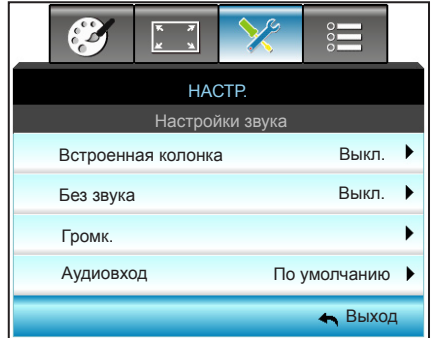 НАСТР.
Настройки звука
Встроенная колонка Выкл.
Без звука Выкл.
Громк.
Аудиовход По умолчанию
Выход